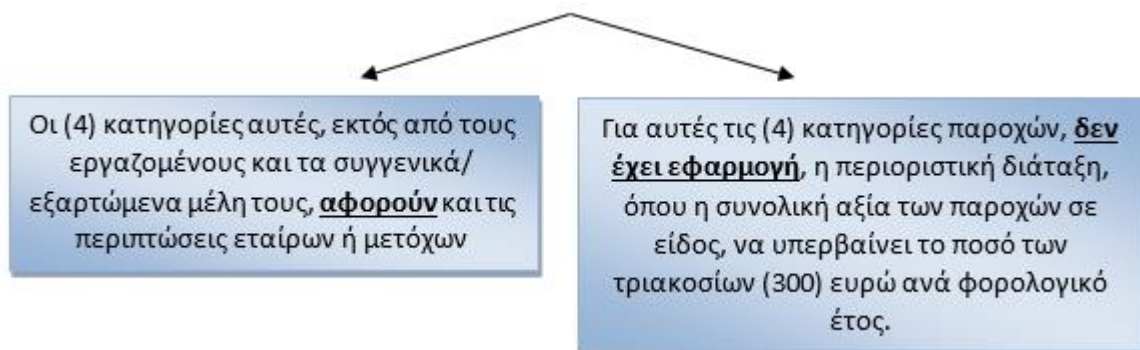 Οι (4) κατηγορίες αυτές, εκτός από τους
εργαζομένους και τα συγγενικά/
εξαρτώμενα μέλη τους, αφορούν και τις
περιπτώσεις εταίρων ή μετόχων
Για αυτές τις (4) κατηγορίες παροχών, δεν
έχει εφαρμογή, η περιοριστική διάταξη,
όπου η συνολική αξία των παροχών σε
είδος, να υπερβαίνει το ποσό των
τριακοσίων (300) ευρώ ανά φορολογικό
έτος.